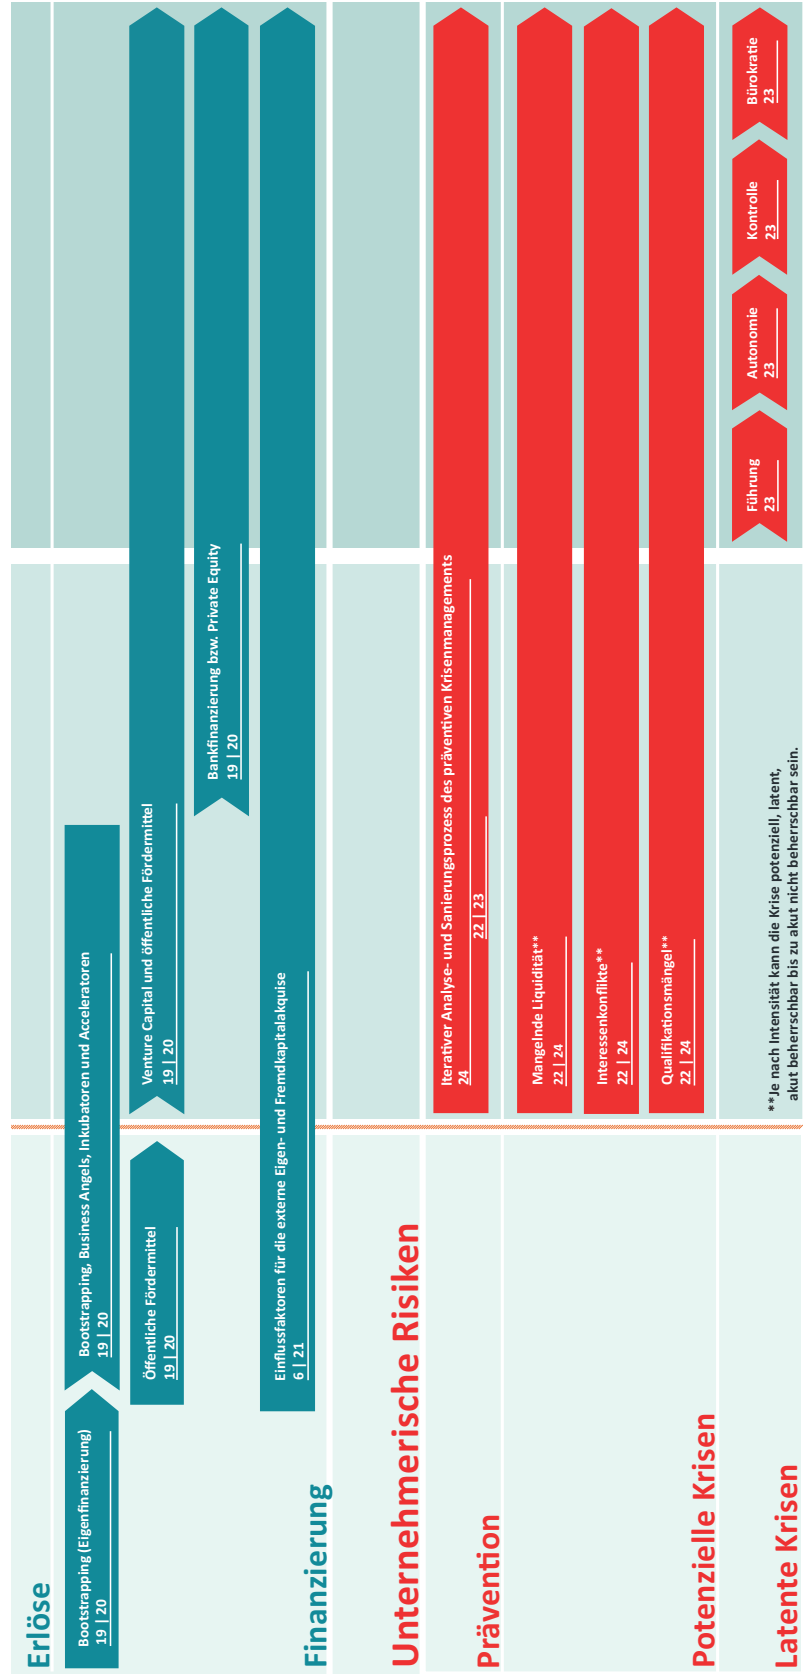 Erlöse
Bootstrapping (Eigenfinanzierung)
19 | 20
Bootstrapping, Business Angels, Inkubatoren und Acceleratoren
19 | 20
Öffentliche Fördermittel
19 | 20
Venture Capital und öffentliche Fördermittel
19 | 20
Bankfinanzierung bzw. Private Equity
19 | 20
Einflussfaktoren für die externe Eigen- und Fremdkapitalakquise
6 | 21
Finanzierung
Unternehmerische Risiken
Iterativer Analyse- und Sanierungsprozess des präventiven Krisenmanagements
24
22 | 23
Prävention
Mangelnde Liquidität**
22 | 24
Interessenkonflikte**
22 | 24
Qualifikationsmängel**
22 | 24
Potenzielle Krisen
Führung
23
Autonomie
23
Kontrolle
23
Bürokratie
23
**Je nach Intensität kann die Krise potenziell, latent,
akut beherrschbar bis zu akut nicht beherrschbar sein.
Latente Krisen